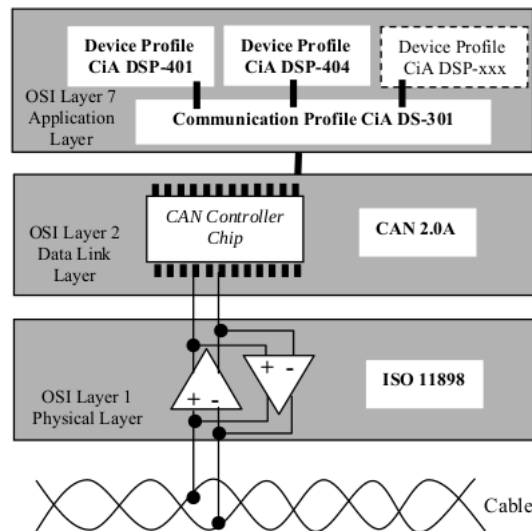 Device Profile
CiA DSP-401
Device Profile
CiA DSP-404
Device Profile
CiA DSP-xxx
OSI Layer 7
Application
Layer
Communication Profile CiA DS-301
CAN Controller
Chip
OSI Layer 2
Data Link
Layer
CAN 2.0A
+ -
+ -
OSI Layer 1
Physical Layer
ISO 11898
Cable